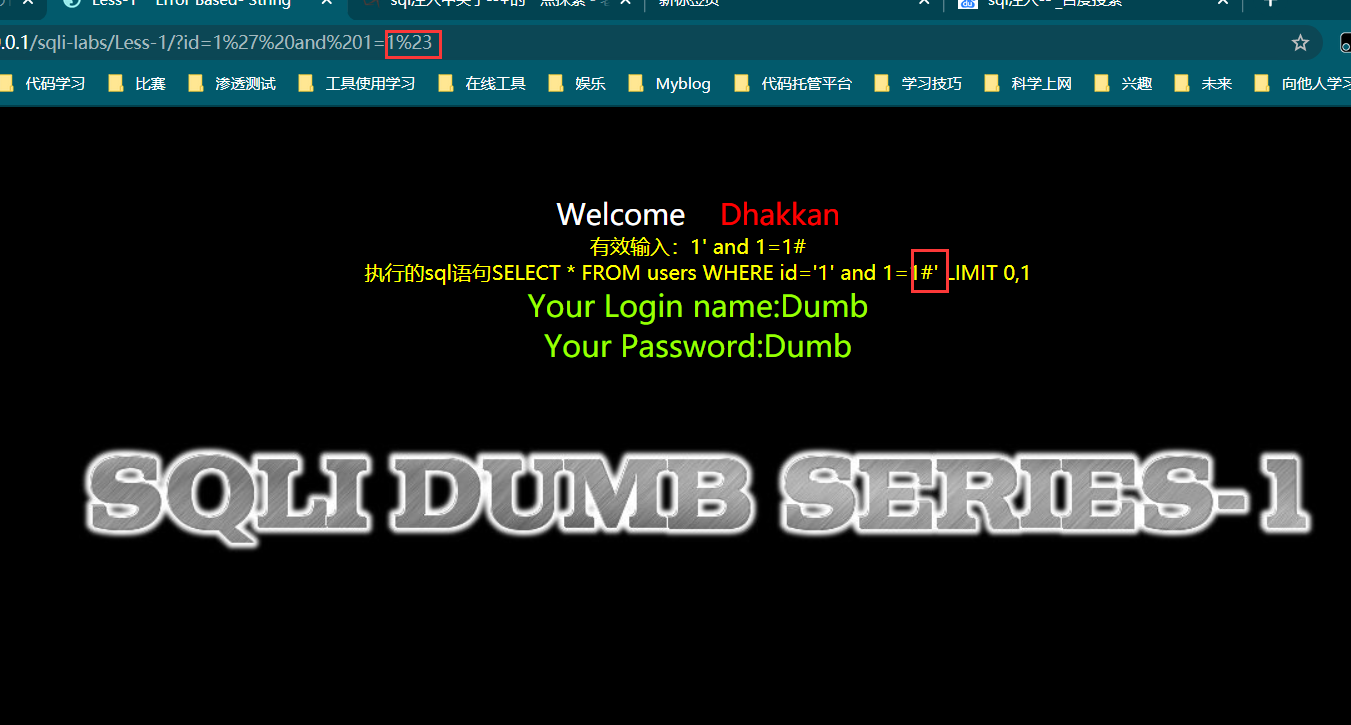 Less-1 **Error Based- String**
sql注入中关于--+的一点探索 - 
新标签页
sql注入-- _百度搜索
0.0.1/sqli-labs/Less-1/?id=1%27%20and%201=1%23
代码学习 比赛 渗透测试 工具使用学习 在线工具 娱乐 Myblog 代码托管平台 学习技巧 科学上网 兴趣 未来 向他人学习
Welcome Dhakkan
有效输入：1' and 1=1#
执行的sql语句SELECT * FROM users WHERE id='1' and 1=1#' LIMIT 0,1
Your Login name:Dumb
Your Password:Dumb
SQLI DUMB SERIES-1